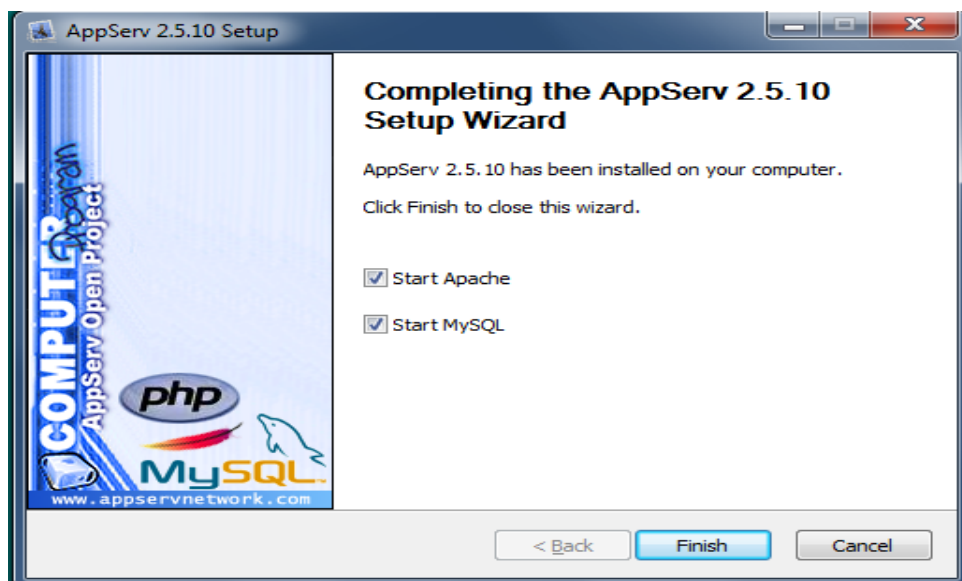 AppServ 2.5.10 Setup
Completing the AppServ 2.5.10
Setup Wizard
AppServ 2.5.10 has been installed on your computer.
Click Finish to close this wizard.
Start Apache
Start MySQL
COMPUTER
Program
AppServ Open Project
php
MySQL
www.appservnetwork.com
< Back
Finish
Cancel